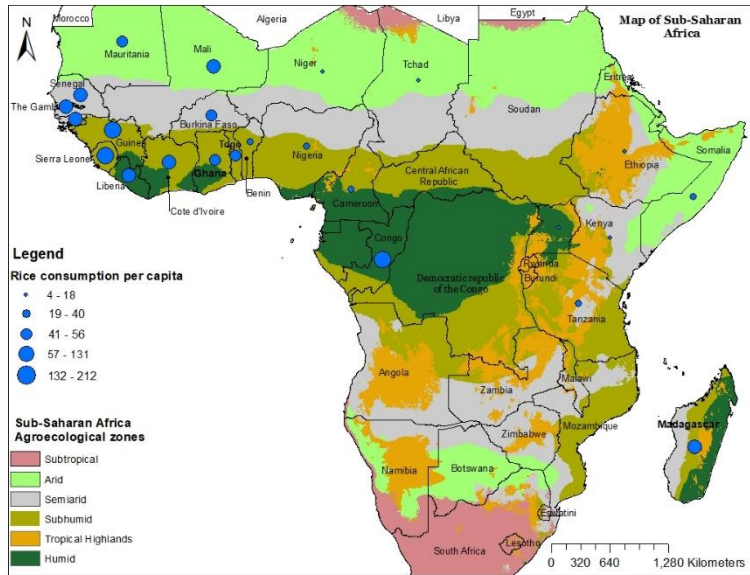 Morocco
Algeria
Libya
Egypt
Map of Sub-Saharan
Africa
N
Mauritania
Mali
Niger
Tchad
Eritrea
Senegal
The Gamb
Burkina Faso
Soudan
Guinea
Togo
Nigeria
Ethiopia
Somalia
Sierra Leone
Ghana
Central African
Republic
Liberia
Benin
Cameroon
Cote d'Ivoire
Kenya
Congo
Democratic republic
of the Congo
Rwanda
Burundi
Tanzania
Angola
Zambia
Malawi
Zimbabwe
Mozambique
Madagascar
Namibia
Botswana
Eswatini
Lesotho
South Africa
Legend
Rice consumption per capita
4 - 18
19 - 40
41 - 56
57 - 131
132 - 212
Sub-Saharan Africa
Agroecological zones
Subtropical
Arid
Semiarid
Subhumid
Tropical Highlands
Humid
0 320 640 1,280 Kilometers